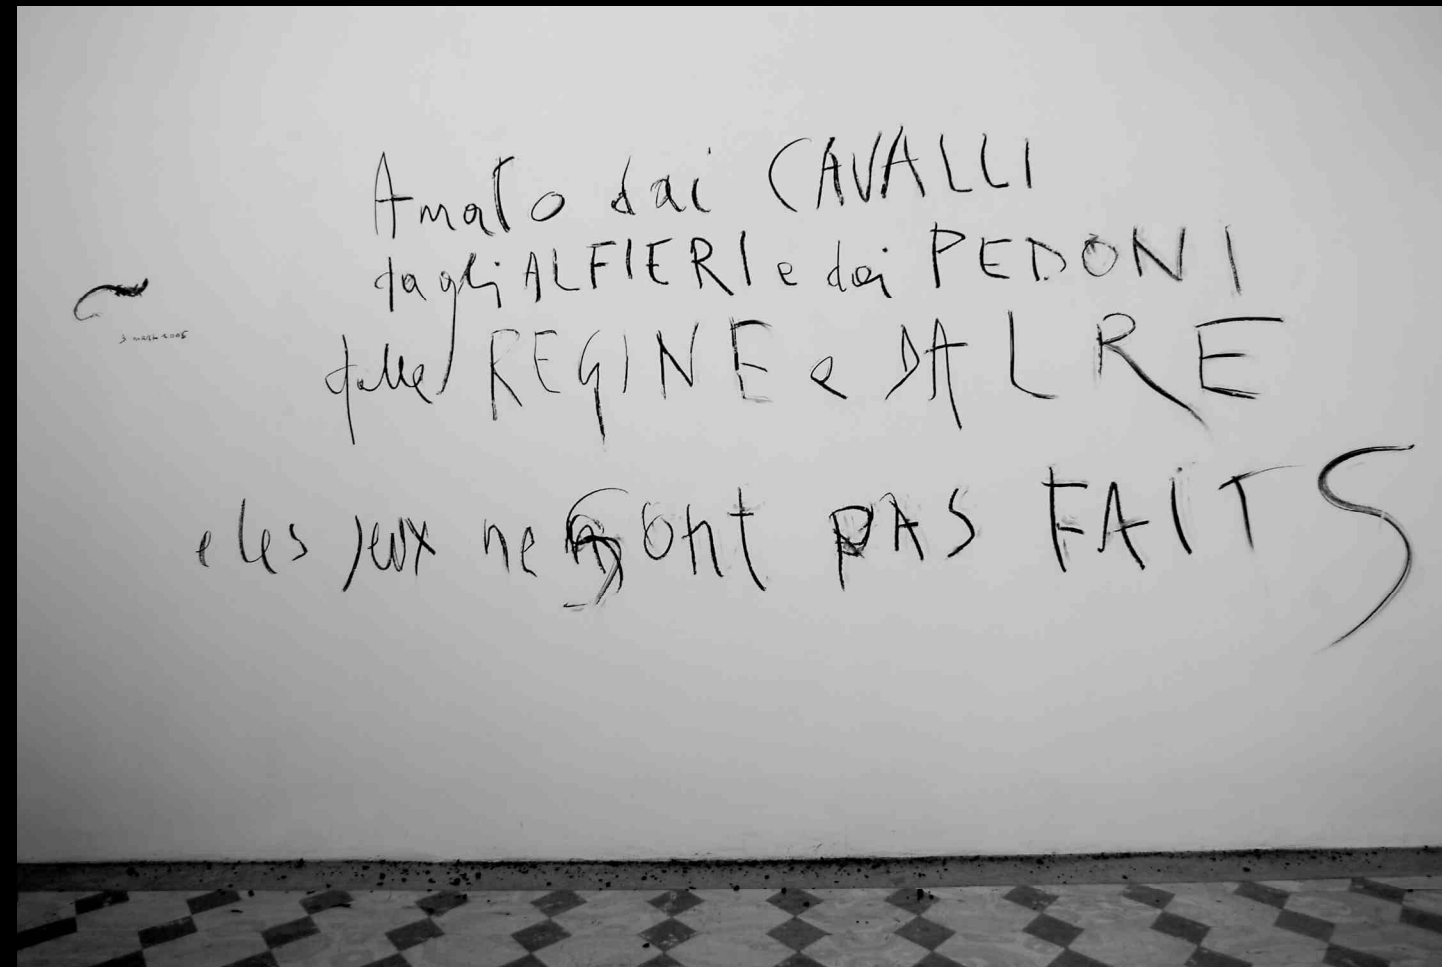 Amato dai CAVALLI
dagli ALFIERI e dai PEDONI
dalle REGINE e DAL RE
e les jeux ne sont pas FAITS